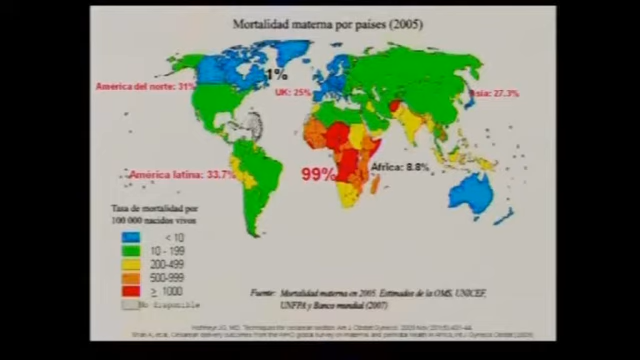 Mortalidad materna por países (2005)
1%
América del norte: 31%
UK: 25%
Asia: 27.3%
América latina: 33.7%
99%
Africa: 8.8%
Tasa de mortalidad por
100 000 nacidos vivos
< 10
10 - 199
200-499
500-999
≥ 1000
No disponible
Fuente: Mortalidad materna en 2005. Estimados de la OMS, UNICEF,
UNFPA y Banco mundial (2007)